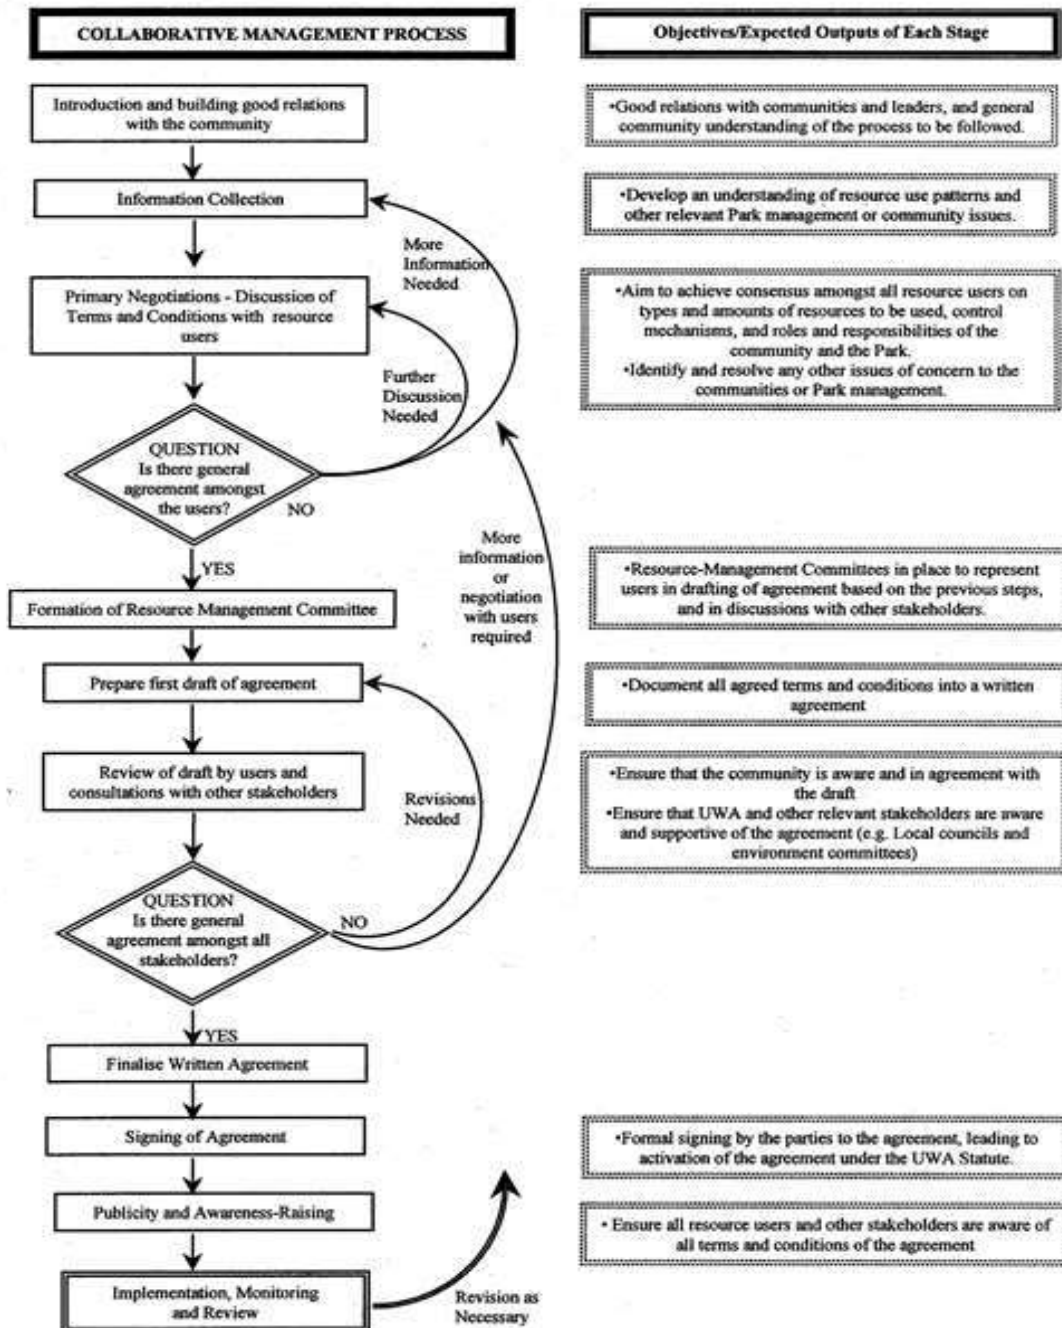 COLLABORATIVE MANAGEMENT PROCESS
Objectives/Expected Outputs of Each Stage
Introduction and building good relations
with the community
•Good relations with communities and leaders, and general
community understanding of the process to be followed.
Information Collection
•Develop an understanding of resource use patterns and
other relevant Park management or community issues.
More
Information
Needed
Primary Negotiations - Discussion of
Terms and Conditions with resource
users
•Aim to achieve consensus amongst all resource users on
types and amounts of resources to be used, control
mechanisms, and roles and responsibilities of the
community and the Park.
•Identify and resolve any other issues of concern to the
communities or Park management.
Further
Discussion
Needed
QUESTION
Is there general
agreement amongst
the users?
NO
YES
More
information
or
negotiation
with users
required
Formation of Resource Management Committee
•Resource-Management Committees in place to represent
users in drafting of agreement based on the previous steps,
and in discussions with other stakeholders.
Prepare first draft of agreement
•Document all agreed terms and conditions into a written
agreement
Review of draft by users and
consultations with other stakeholders
•Ensure that the community is aware and in agreement with
the draft
•Ensure that UWA and other relevant stakeholders are aware
and supportive of the agreement (e.g. Local councils and
environment committees)
Revisions
Needed
QUESTION
Is there general
agreement amongst all
stakeholders?
NO
YES
Finalise Written Agreement
Signing of Agreement
•Formal signing by the parties to the agreement, leading to
activation of the agreement under the UWA Statute.
Publicity and Awareness-Raising
• Ensure all resource users and other stakeholders are aware of
all terms and conditions of the agreement
Implementation, Monitoring
and Review
Revision as
Necessary